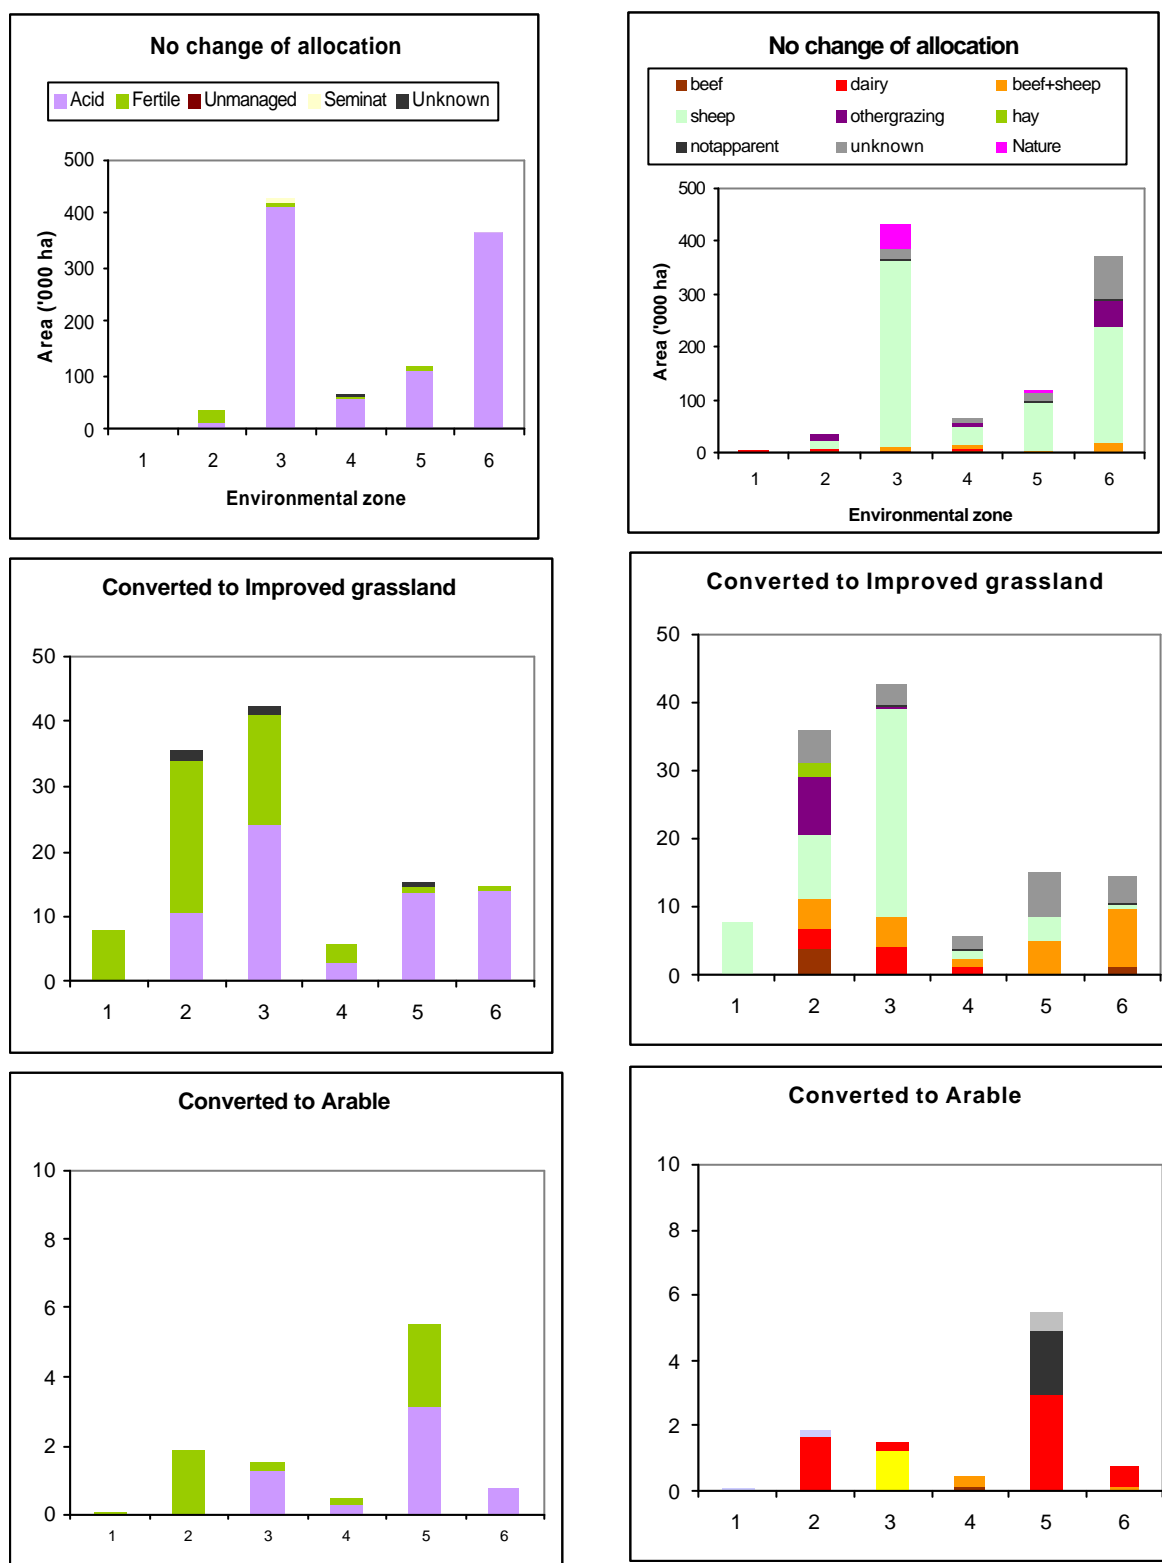 No change of allocation
Acid Fertile Unmanaged Seminat Unknown
500
400
300
200
100
0
Area ('000 ha)
1 2 3 4 5 6
Environmental zone
No change of allocation
beef dairy beef+sheep
sheep othergrazing hay
notapparent unknown Nature
500
400
300
200
100
0
Area ('000 ha)
1 2 3 4 5 6
Environmental zone
Converted to Improved grassland
50
40
30
20
10
0
1 2 3 4 5 6
Converted to Improved grassland
50
40
30
20
10
0
1 2 3 4 5 6
Converted to Arable
10
8
6
4
2
0
1 2 3 4 5 6
Converted to Arable
10
8
6
4
2
0
1 2 3 4 5 6